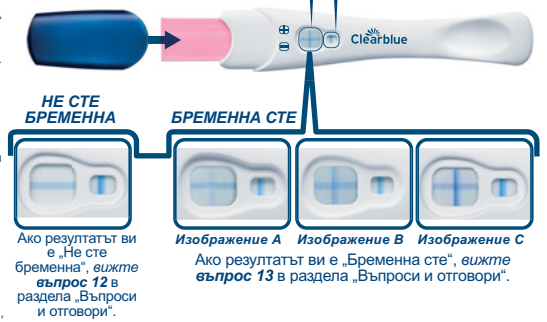 Clearblue
НЕ СТЕ
БРЕМЕННА
БРЕМЕННА СТЕ
Ако резултатът ви
е „Не сте
бременна“, вижте
въпрос 12 в
раздела „Въпроси
и отговори“.
Изображение A
Изображение B
Изображение C
Ако резултатът ви е „Бременна сте“, вижте
въпрос 13 в раздела „Въпроси и отговори“.